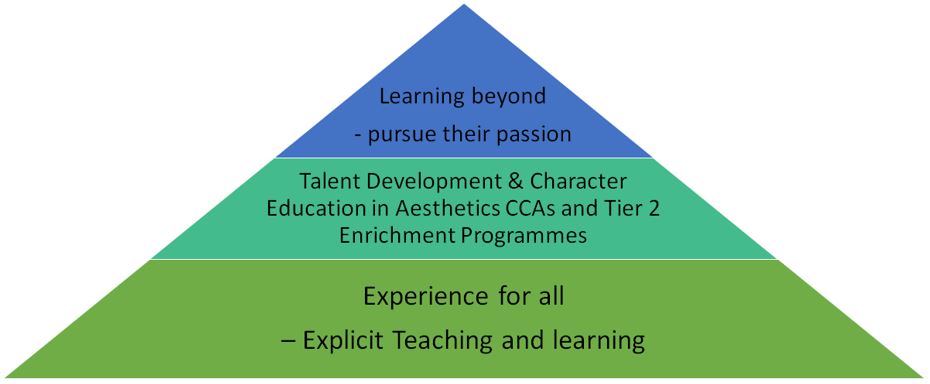 Learning beyond
- pursue their passion
Talent Development & Character
Education in Aesthetics CCAs and Tier 2
Enrichment Programmes
Experience for all
– Explicit Teaching and learning